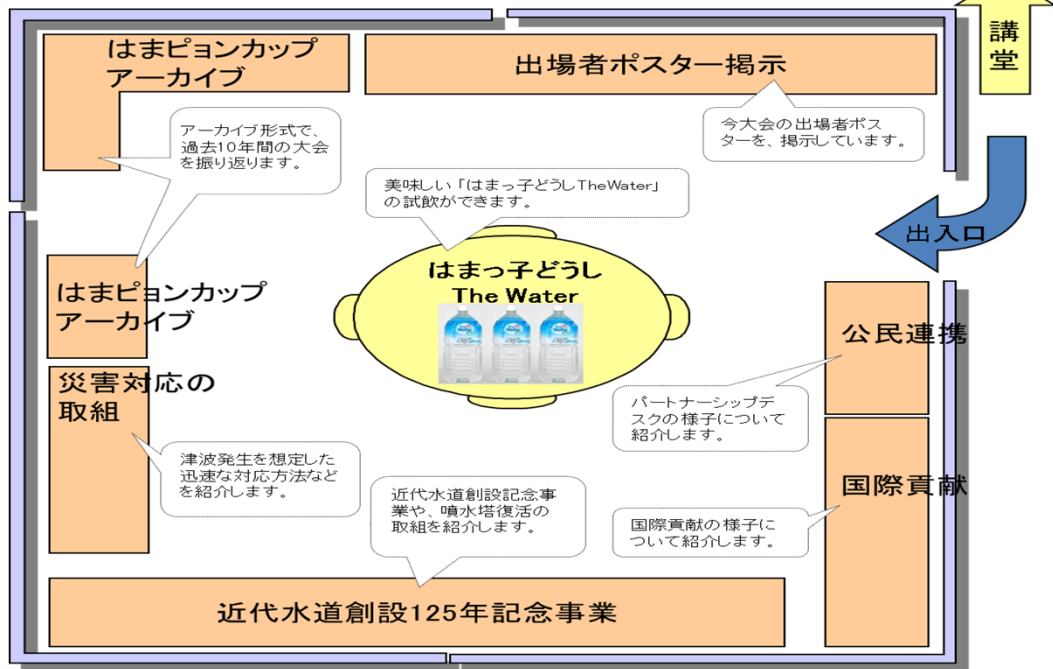 はまピョンカップ
アーカイブ
出場者ポスター掲示
講堂
アーカイブ形式で、
過去10年間の大会
を振り返ります。
今大会の出場者ポス
ターを、掲示しています。
美味しい「はまっ子どうしTheWater」
の試飲ができます。
出入口
はまっ子どうし
The Water
はまピョンカップ
アーカイブ
公民連携
災害対応の
取組
パートナーシップデ
スクの様子について
紹介します。
津波発生を想定した
迅速な対応方法など
を紹介します。
近代水道創設記念事
業や、噴水塔復活の
取組を紹介します。
国際貢献
国際貢献の様子に
ついて紹介します。
近代水道創設125年記念事業